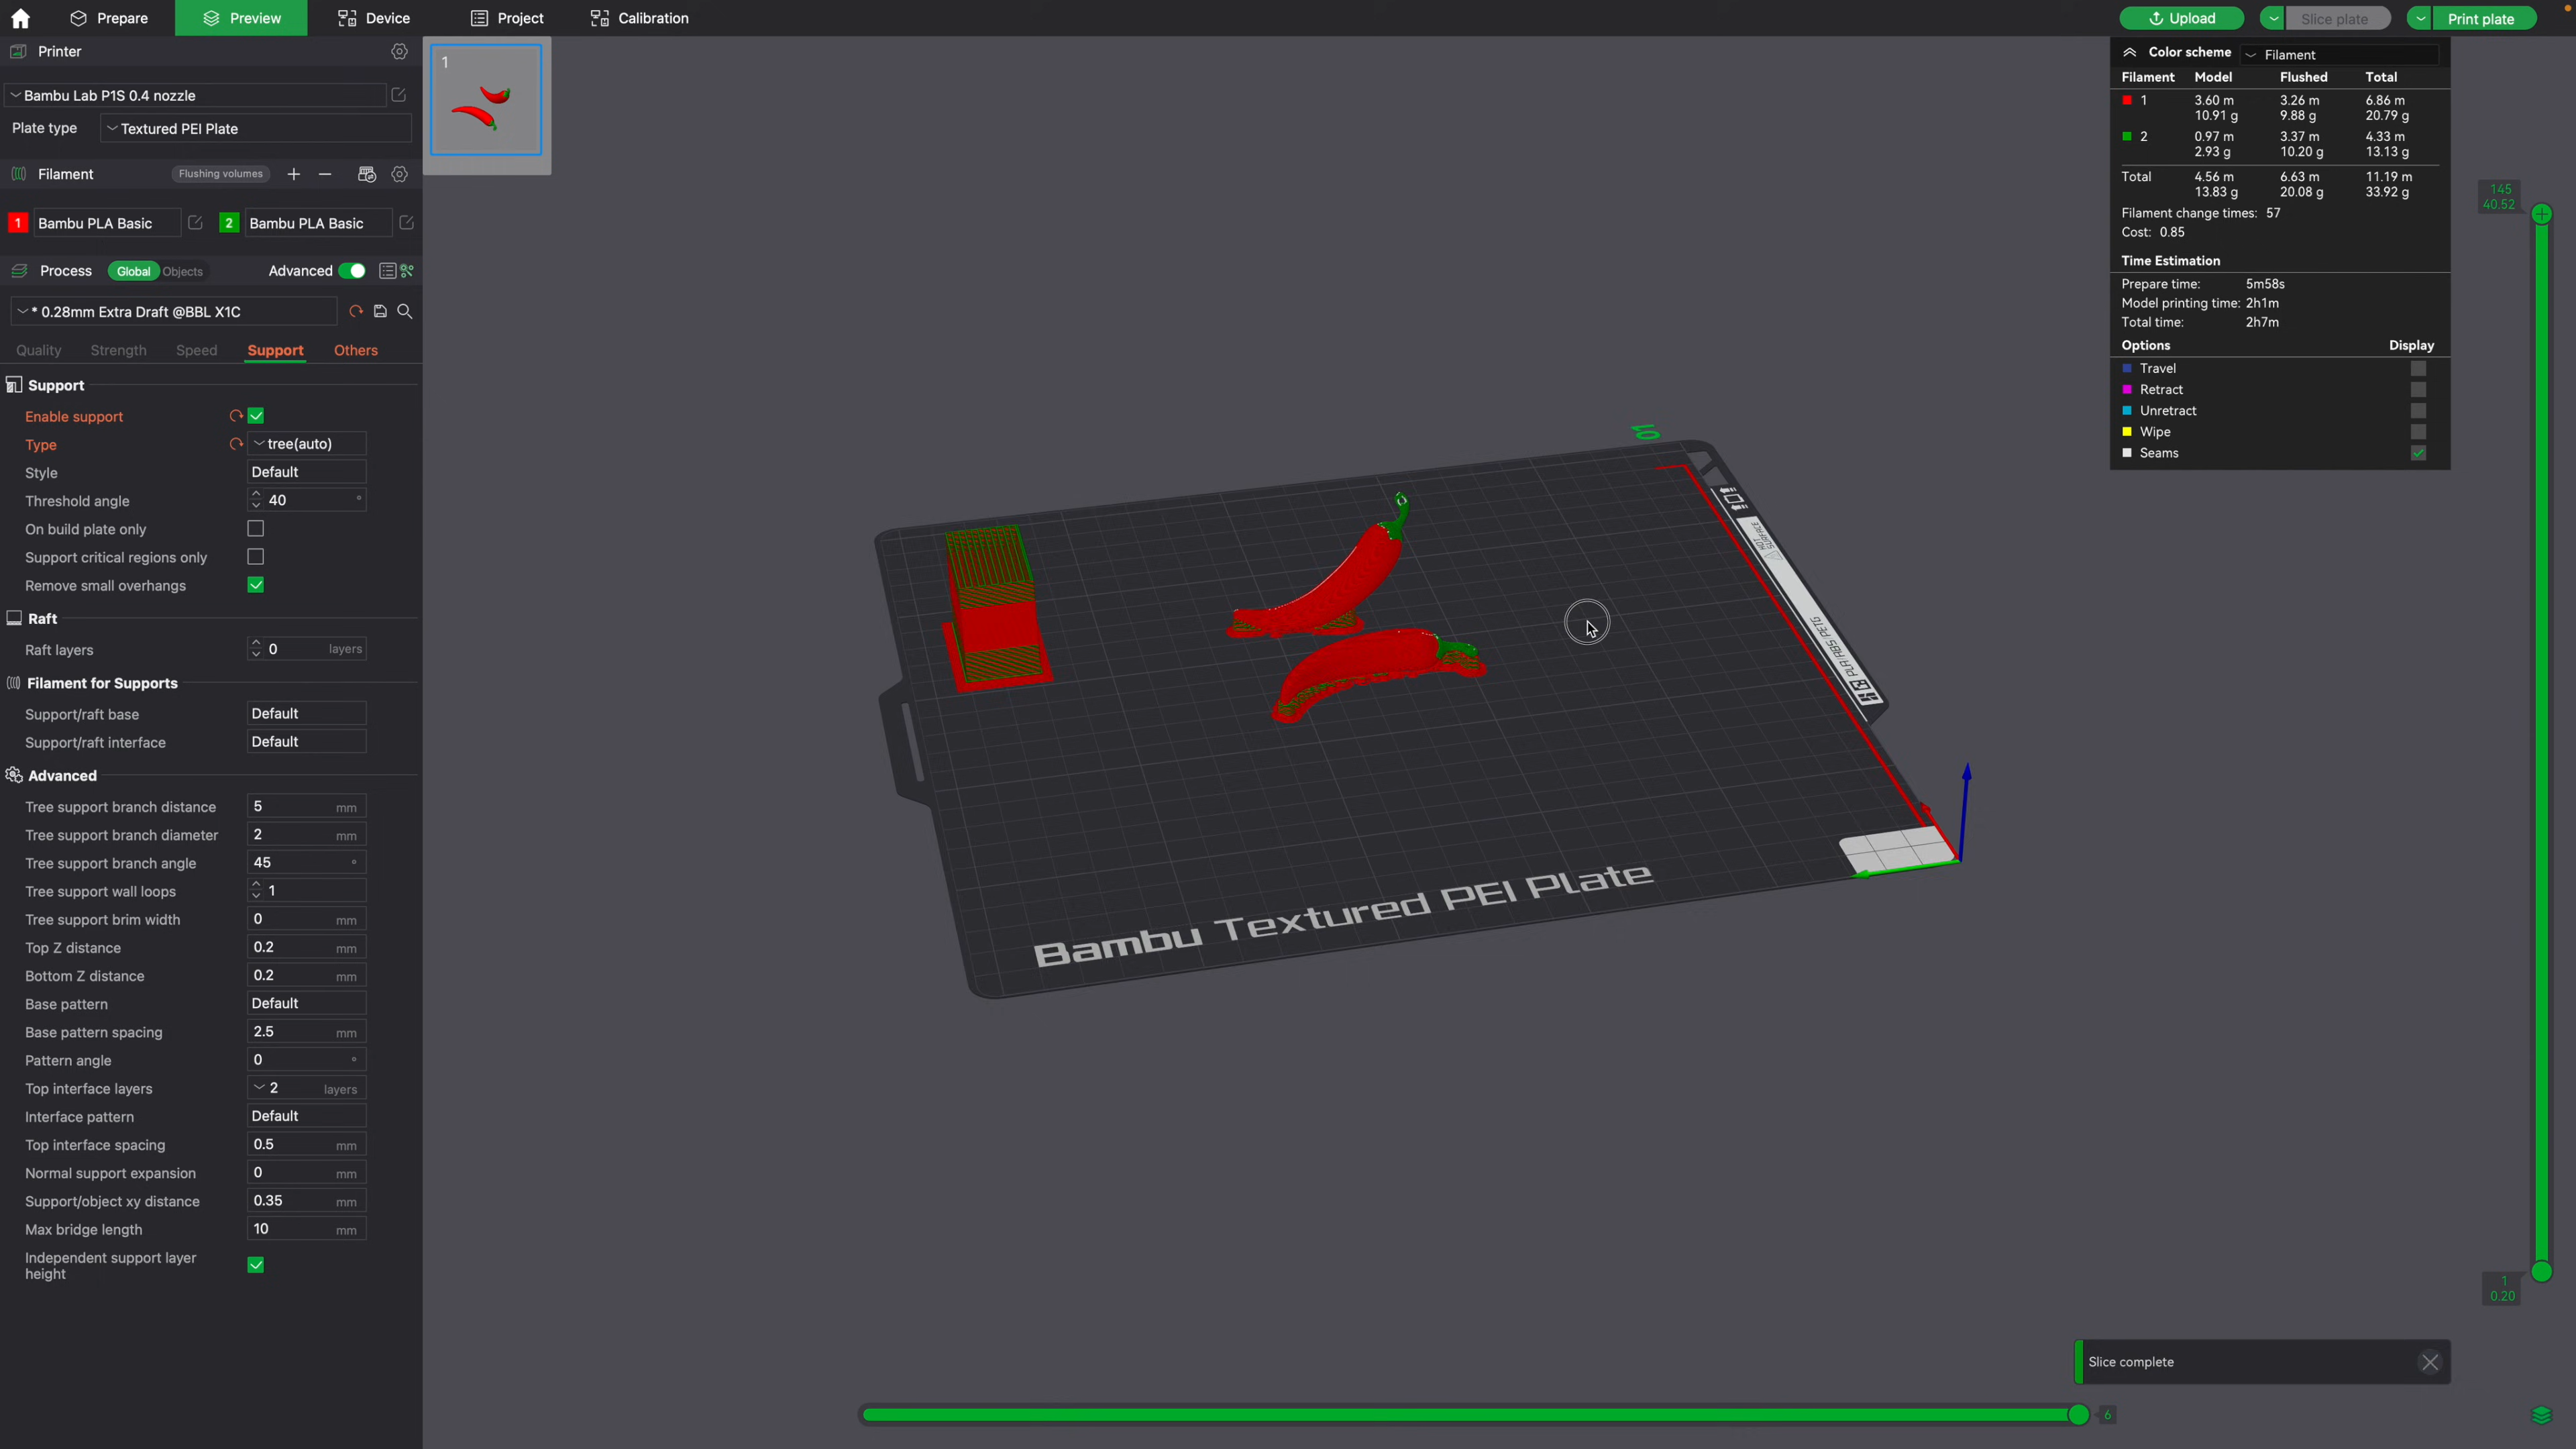 Prepare
Preview
Device
Project
Calibration
Upload
Slice plate
Print plate
Printer
Bambu Lab P1S 0.4 nozzle
Plate type
Textured PEI Plate
Filament
Flushing volumes
1 Bambu PLA Basic
2 Bambu PLA Basic
Process
Global Objects
Advanced
* 0.28mm Extra Draft @BBL X1C
Quality
Strength
Speed
Support
Others
Support
Enable support
Type tree(auto)
Style Default
Threshold angle 40 °
On build plate only
Support critical regions only
Remove small overhangs
Raft
Raft layers 0 layers
Filament for Supports
Support/raft base Default
Support/raft interface Default
Advanced
Tree support branch distance 5 mm
Tree support branch diameter 2 mm
Tree support branch angle 45 °
Tree support wall loops 1
Tree support brim width 0 mm
Top Z distance 0.2 mm
Bottom Z distance 0.2 mm
Base pattern Default
Base pattern spacing 2.5 mm
Pattern angle 0 °
Top interface layers 2 layers
Interface pattern Default
Top interface spacing 0.5 mm
Normal support expansion 0 mm
Support/object xy distance 0.35 mm
Max bridge length 10 mm
Independent support layer
height
1
01
Bambu Textured PEI Plate
HOT
SURFACE
PLA/ABS/PETG
Color scheme Filament
Filament Model Flushed Total
1 3.60 m 3.26 m 6.86 m
10.91 g 9.88 g 20.79 g
2 0.97 m 3.37 m 4.33 m
2.93 g 10.20 g 13.13 g
Total 4.56 m 6.63 m 11.19 m
13.83 g 20.08 g 33.92 g
Filament change times: 57
Cost: 0.85
Time Estimation
Prepare time: 5m58s
Model printing time: 2h1m
Total time: 2h7m
Options Display
Travel
Retract
Unretract
Wipe
Seams
145
40.52
1
0.20
Slice complete
6